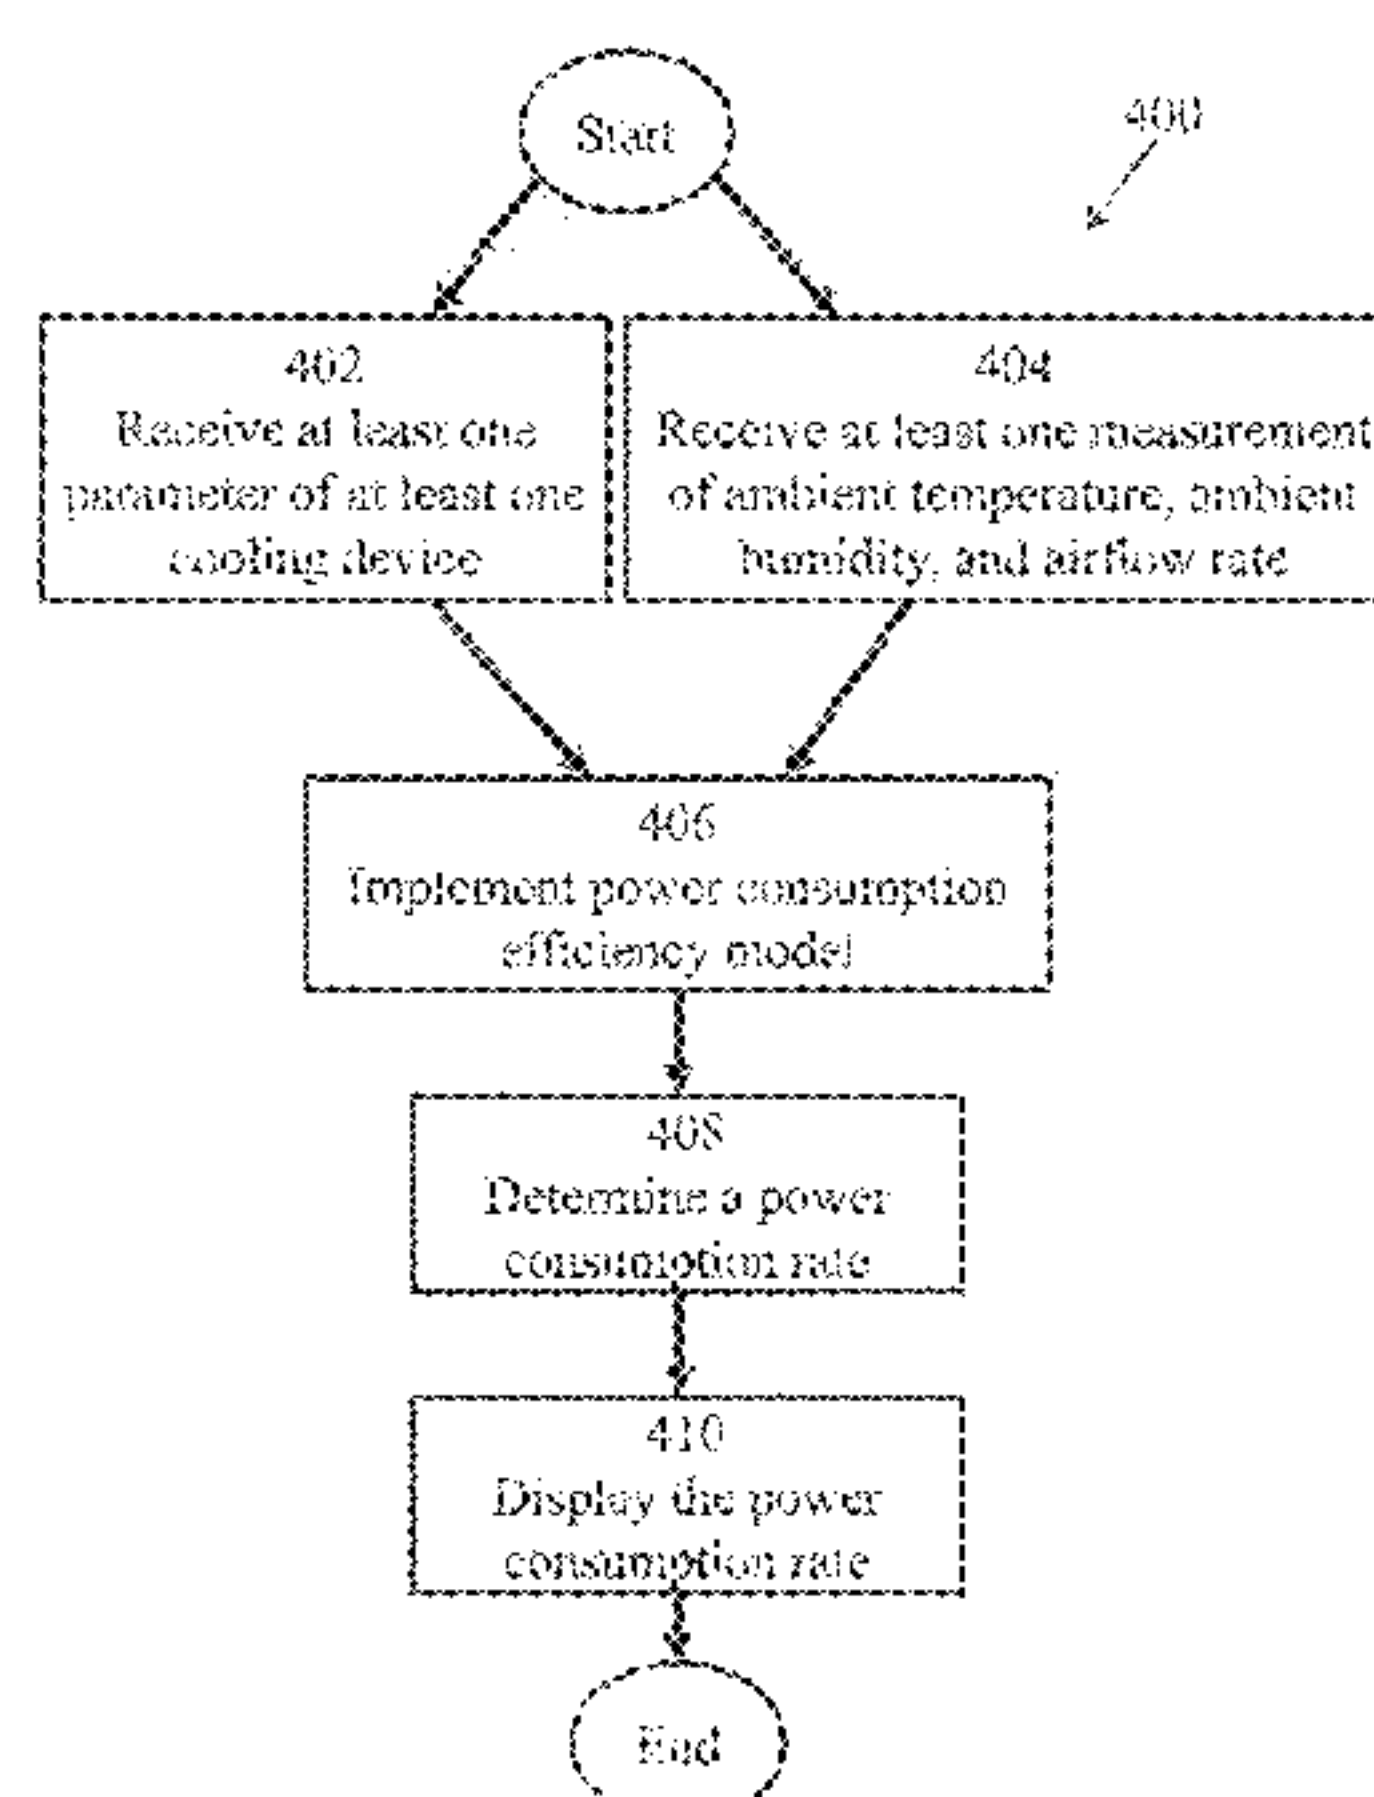 Start
400
402
Receive at least one
parameter of at least one
cooling device
404
Receive at least one measurement
of ambient temperature, ambient
humidity, and airflow rate
406
Implement power consumption
efficiency model
408
Determine a power
consumption rate
410
Display the power
consumption rate
End